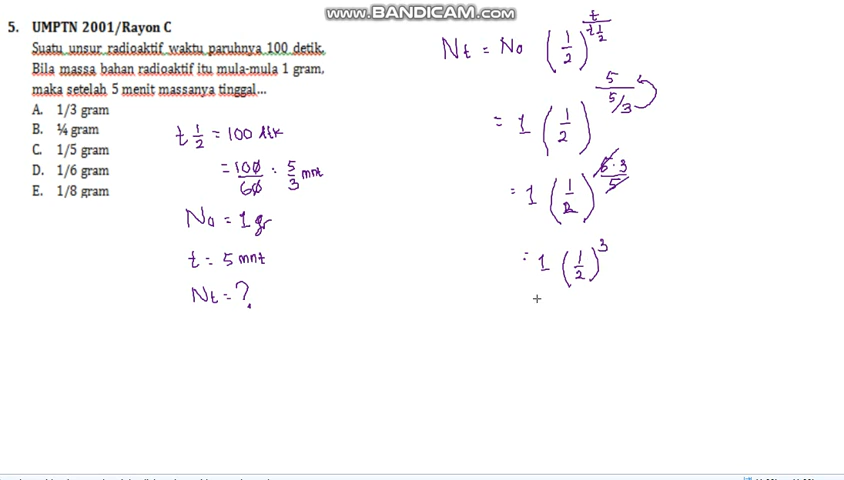 www.BANDICAM.com
5. UMPTN 2001/Rayon C
Suatu unsur radioaktif waktu paruhnya 100 detik.
Bila massa bahan radioaktif itu mula-mula 1 gram,
maka setelah 5 menit massanya tinggal...
A. 1/3 gram
B. ¼ gram
C. 1/5 gram
D. 1/6 gram
E. 1/8 gram
t 1/2 = 100 dtk
= 100/60 : 5/3 mnt
No = 1 gr
t = 5 mnt
Nt = ?
Nt = No (1/2)^(t/t 1/2)
= 1 (1/2)^(5/(5/3))
: 1 (1/2)^(5·3/5)
: 1 (1/2)^3